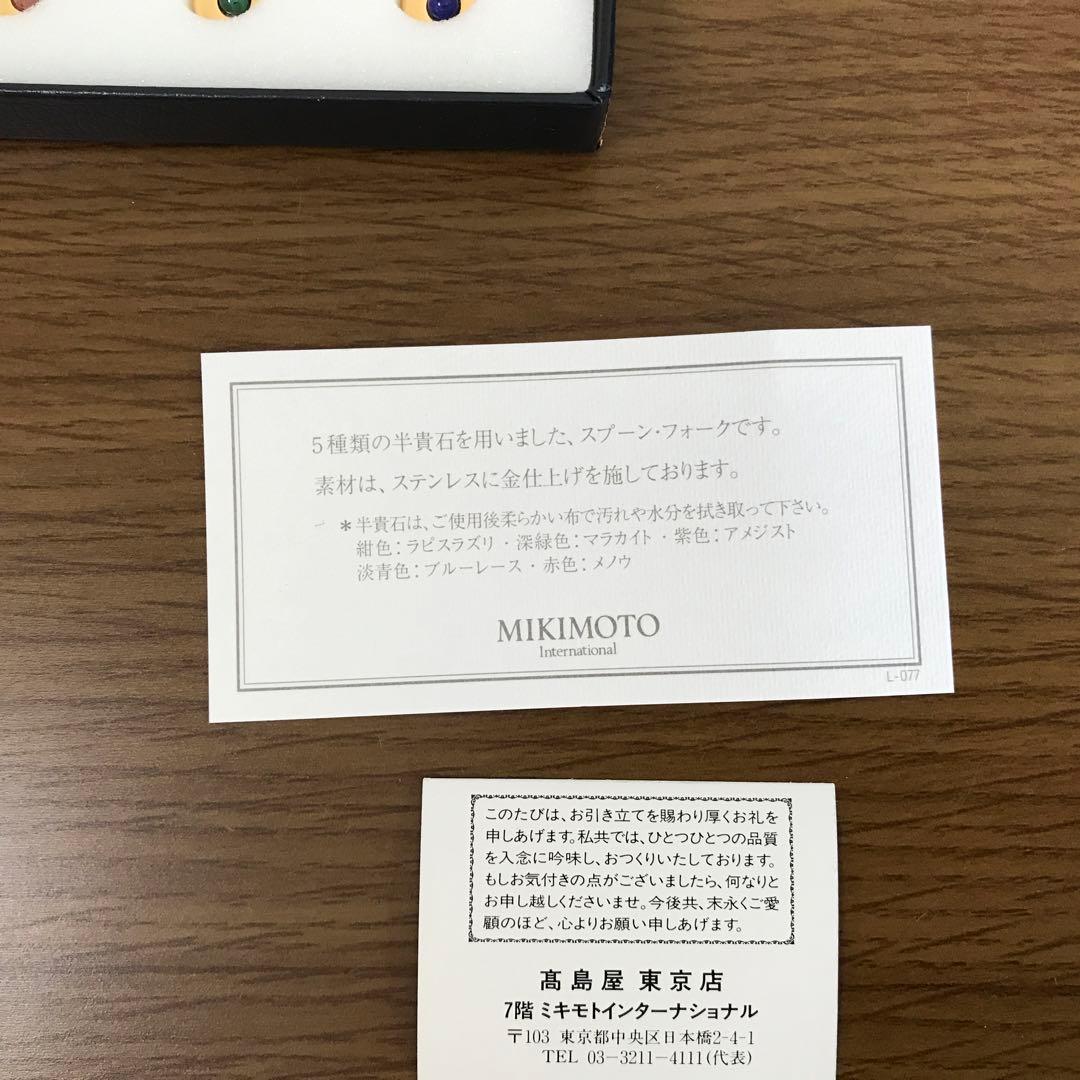 5種類の半貴石を用いました、スプーン・フォークです。
素材は、ステンレスに金仕上げを施しております。
＊半貴石は、ご使用後柔らかい布で汚れや水分を拭き取って下さい。
紺色：ラピスラズリ・深緑色：マラカイト・紫色：アメジスト
淡青色：ブルーレース・赤色：メノウ
MIKIMOTO
International
L-077
このたびは、お引き立てを賜わり厚くお礼を
申しあげます。私共では、ひとつひとつの品質
を入念に吟味し、おつくりいたしております。
もしお気付きの点がございましたら、何なりと
お申し越しくださいませ。今後共、末永くご愛
顧のほど、心よりお願い申しあげます。
髙島屋 東京店
7階 ミキモトインターナショナル
〒103 東京都中央区日本橋2-4-1
TEL 03-3211-4111(代表)